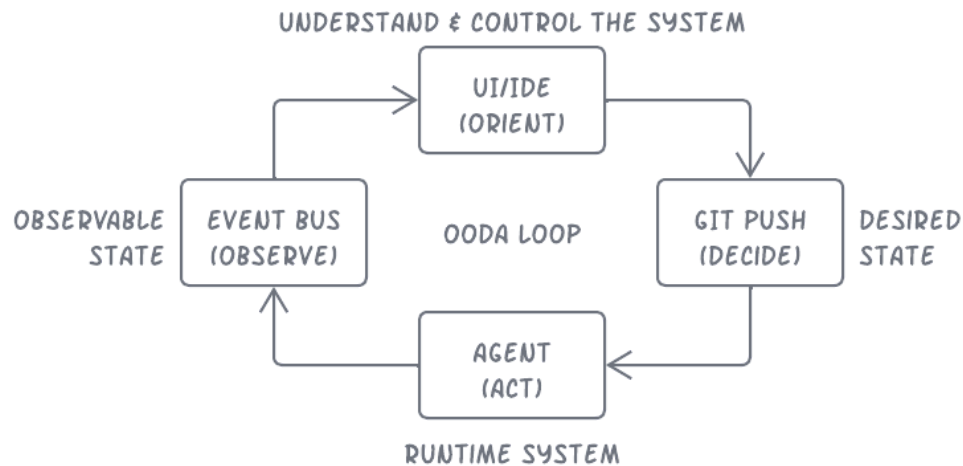 UNDERSTAND & CONTROL THE SYSTEM
UI/IDE
(ORIENT)
OBSERVABLE
STATE
EVENT BUS
(OBSERVE)
OODA LOOP
GIT PUSH
(DECIDE)
DESIRED
STATE
AGENT
(ACT)
RUNTIME SYSTEM